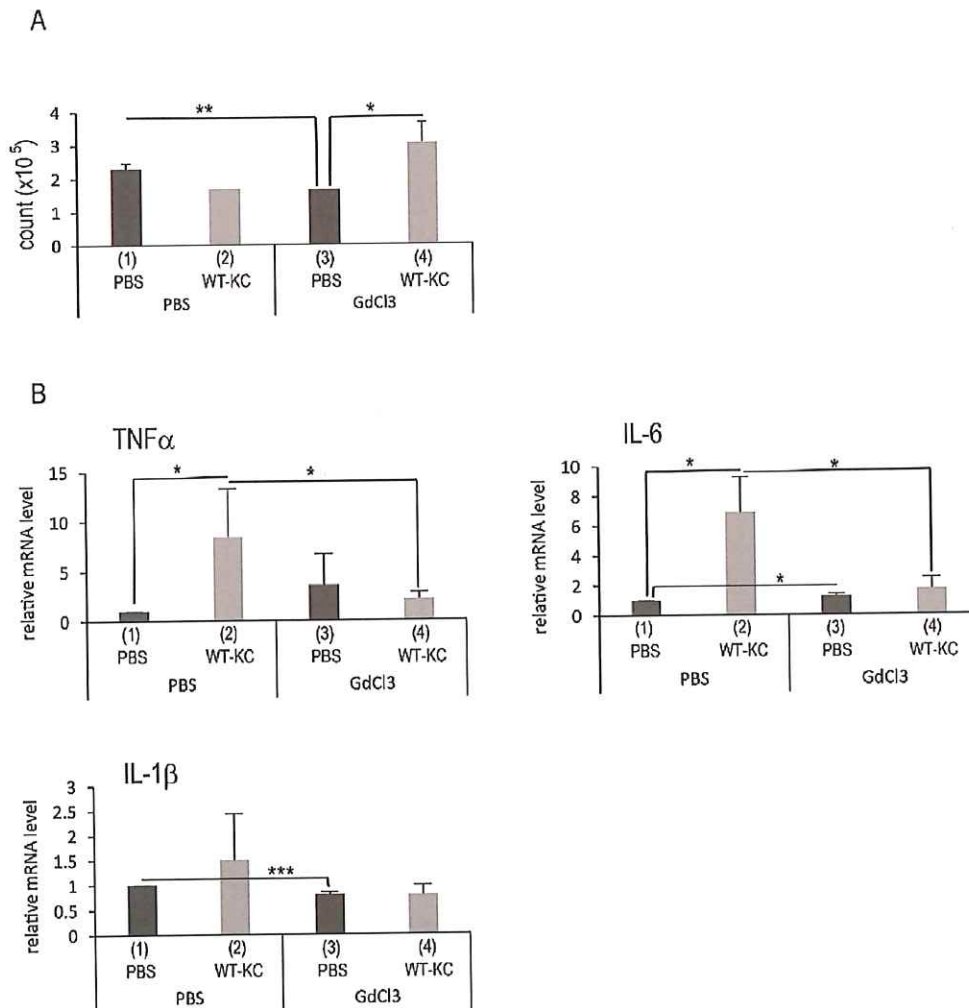 A
** *
count (x10⁵)
4
3
2
1
0
(1) (2) (3) (4)
PBS WT-KC PBS WT-KC
PBS GdCl3
B
TNFα
* *
relative mRNA level
15
10
5
0
(1) (2) (3) (4)
PBS WT-KC PBS WT-KC
PBS GdCl3
IL-6
* *
*
relative mRNA level
10
8
6
4
2
0
(1) (2) (3) (4)
PBS WT-KC PBS WT-KC
PBS GdCl3
IL-1β
***
relative mRNA level
3
2.5
2
1.5
1
0.5
0
(1) (2) (3) (4)
PBS WT-KC PBS WT-KC
PBS GdCl3